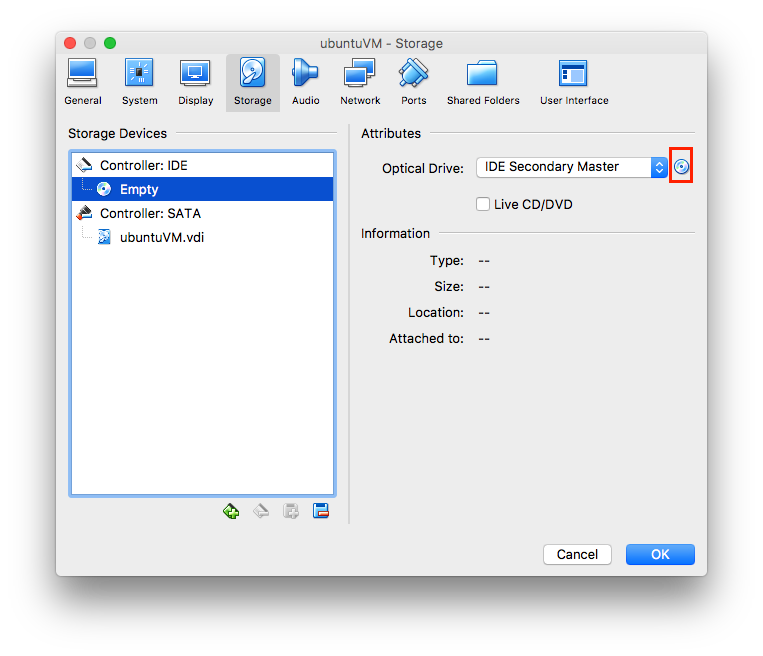 ubuntuVM - Storage
General System Display Storage Audio Network Ports Shared Folders User Interface
Storage Devices
Controller: IDE
Empty
Controller: SATA
ubuntuVM.vdi
Attributes
Optical Drive: IDE Secondary Master
Live CD/DVD
Information
Type: --
Size: --
Location: --
Attached to: --
Cancel OK